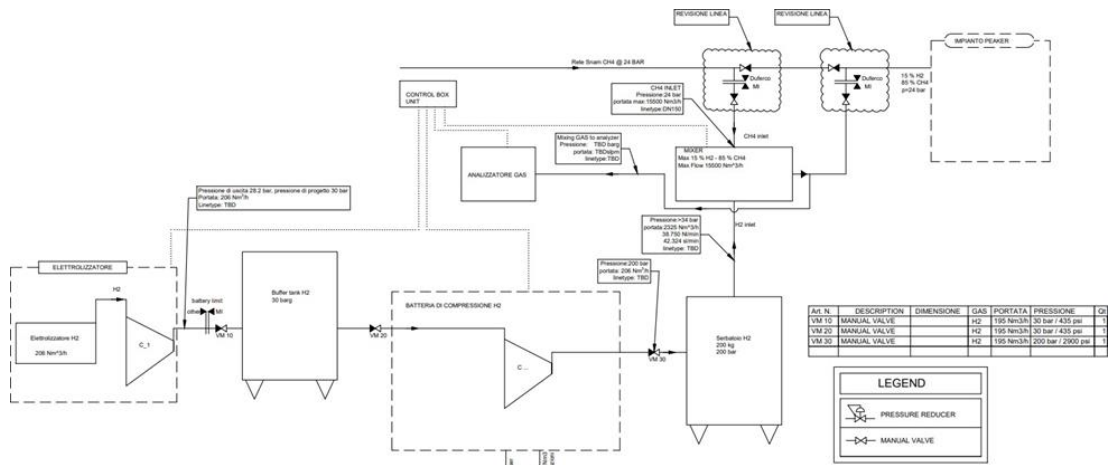 REVISIONE LINEA
REVISIONE LINEA
IMPIANTO PEAKER
Rete Snam CH4 @ 24 BAR
Duferco
MI
Duferco
MI
15 % H2
85 % CH4
p=24 bar
CONTROL BOX
UNIT
CH4 INLET
Pressione:24 bar
portata max:15500 Nm3/h
linetype:DN150
CH4 inlet
Mixing GAS to analyzer
Pressione: TBD barg
portata: TBDslpm
linetype:TBD
MIXER
Max 15 % H2 - 85 % CH4
Max Flow 15500 Nm^3/h
ANALIZZATORE GAS
Pressione di uscita 28.2 bar, pressione di progetto 30 bar
Portata: 206 Nm³/h
Linetype: TBD
H2 inlet
Pressione:>34 bar
portata:2325 Nm^3/h
38.750 Nl/min
42.324 sl/min
linetype:TBD
ELETTROLIZZATORE
H2
battery limit
MI
Buffer tank H2
30 barg
Pressione:200 bar
portata: 206 Nm³/h
linetype: TBD
BATTERIA DI COMPRESSIONE H2
Elettrolizzatore H2
206 Nm^3/h
C_1
VM 10
VM 20
C ...
VM 30
Serbatoio H2
200 kg
200 bar
Art. N. DESCRIPTION DIMENSIONE GAS PORTATA PRESSIONE
VM 10 MANUAL VALVE H2 195 Nm3/h 30 bar / 435 psi 1
VM 20 MANUAL VALVE H2 195 Nm3/h 30 bar / 435 psi 1
VM 30 MANUAL VALVE H2 195 Nm3/h 200 bar / 2900 psi 1
LEGEND
PRESSURE REDUCER
MANUAL VALVE